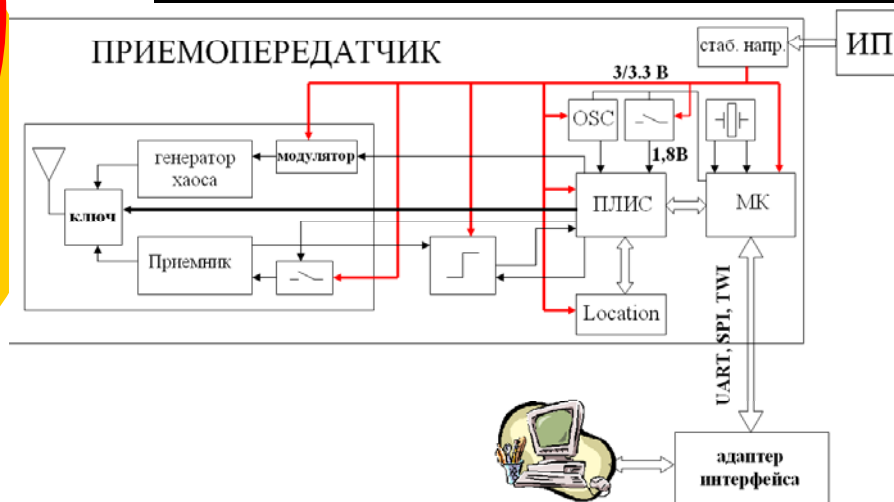 ПРИЕМОПЕРЕДАТЧИК
стаб. напр.
ИП
3/3.3 В
OSC
1,8В
генератор
хаоса
модулятор
ключ
ПЛИС
МК
Приемник
Location
UART, SPI, TWI
адаптер
интерфейса